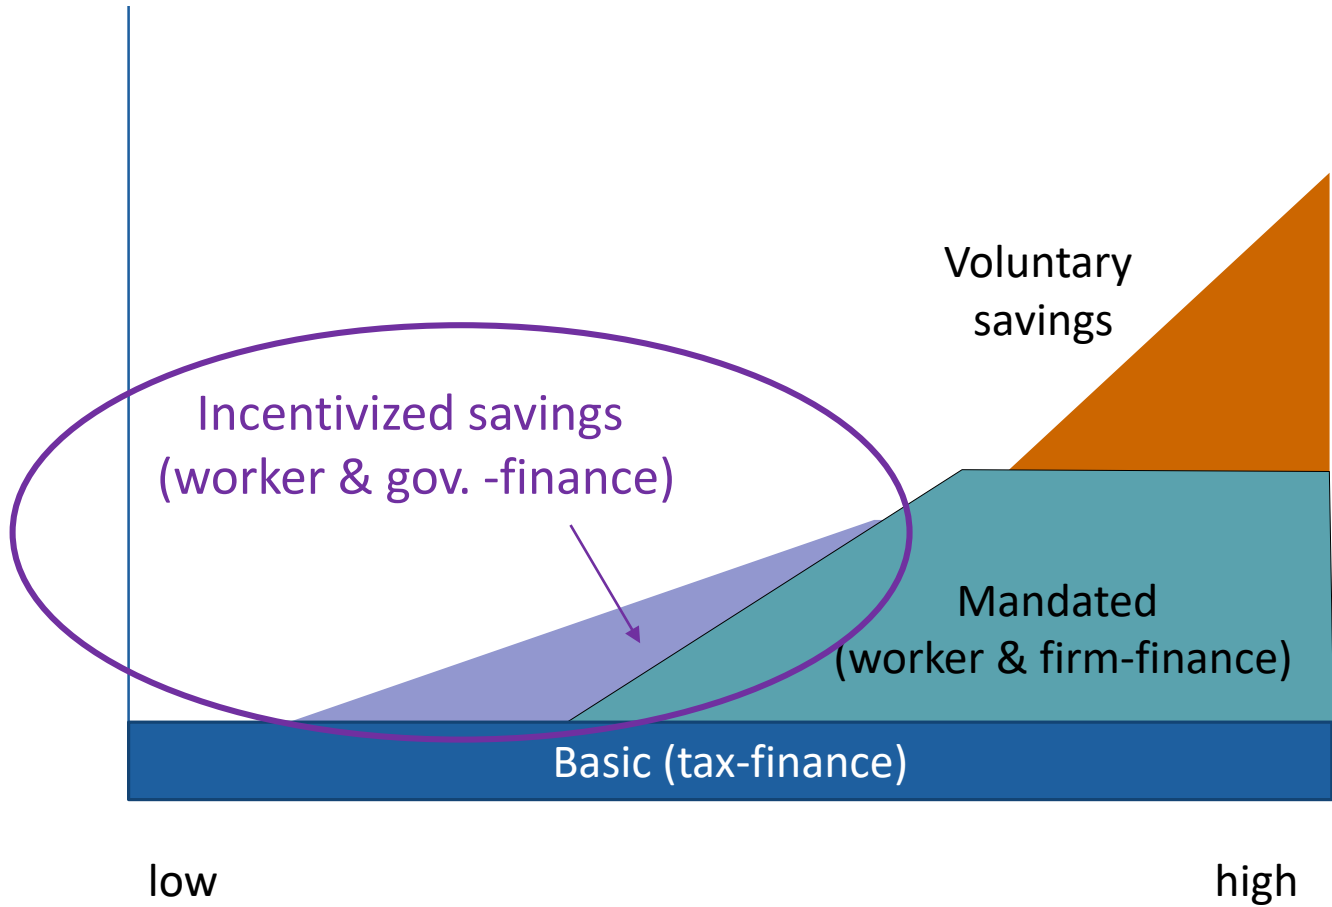 Voluntary
savings
Incentivized savings
(worker & gov. -finance)
Mandated
(worker & firm-finance)
Basic (tax-finance)
low
high